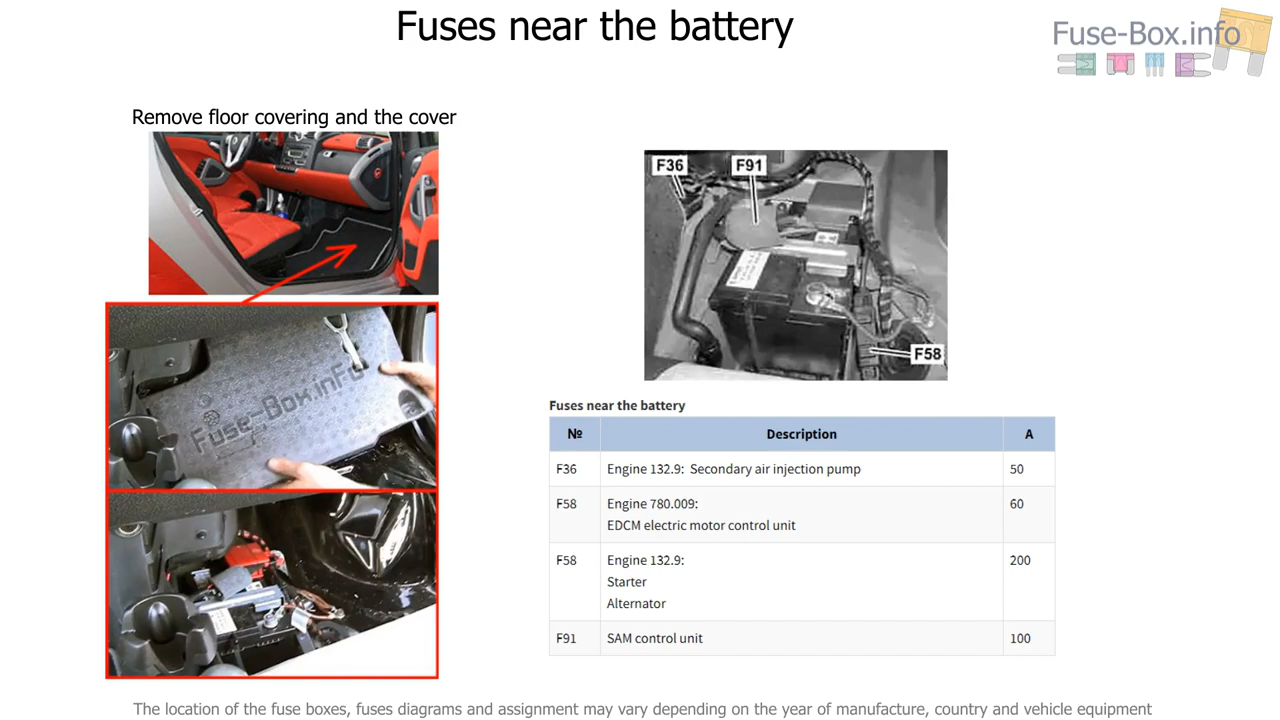 Fuses near the battery
Fuse-Box.info
Remove floor covering and the cover
F36
F91
F58
Fuse-Box.inFo
Fuses near the battery
№ Description A
F36 Engine 132.9: Secondary air injection pump 50
F58 Engine 780.009: 60
EDCM electric motor control unit
F58 Engine 132.9: 200
Starter
Alternator
F91 SAM control unit 100
The location of the fuse boxes, fuses diagrams and assignment may vary depending on the year of manufacture, country and vehicle equipment